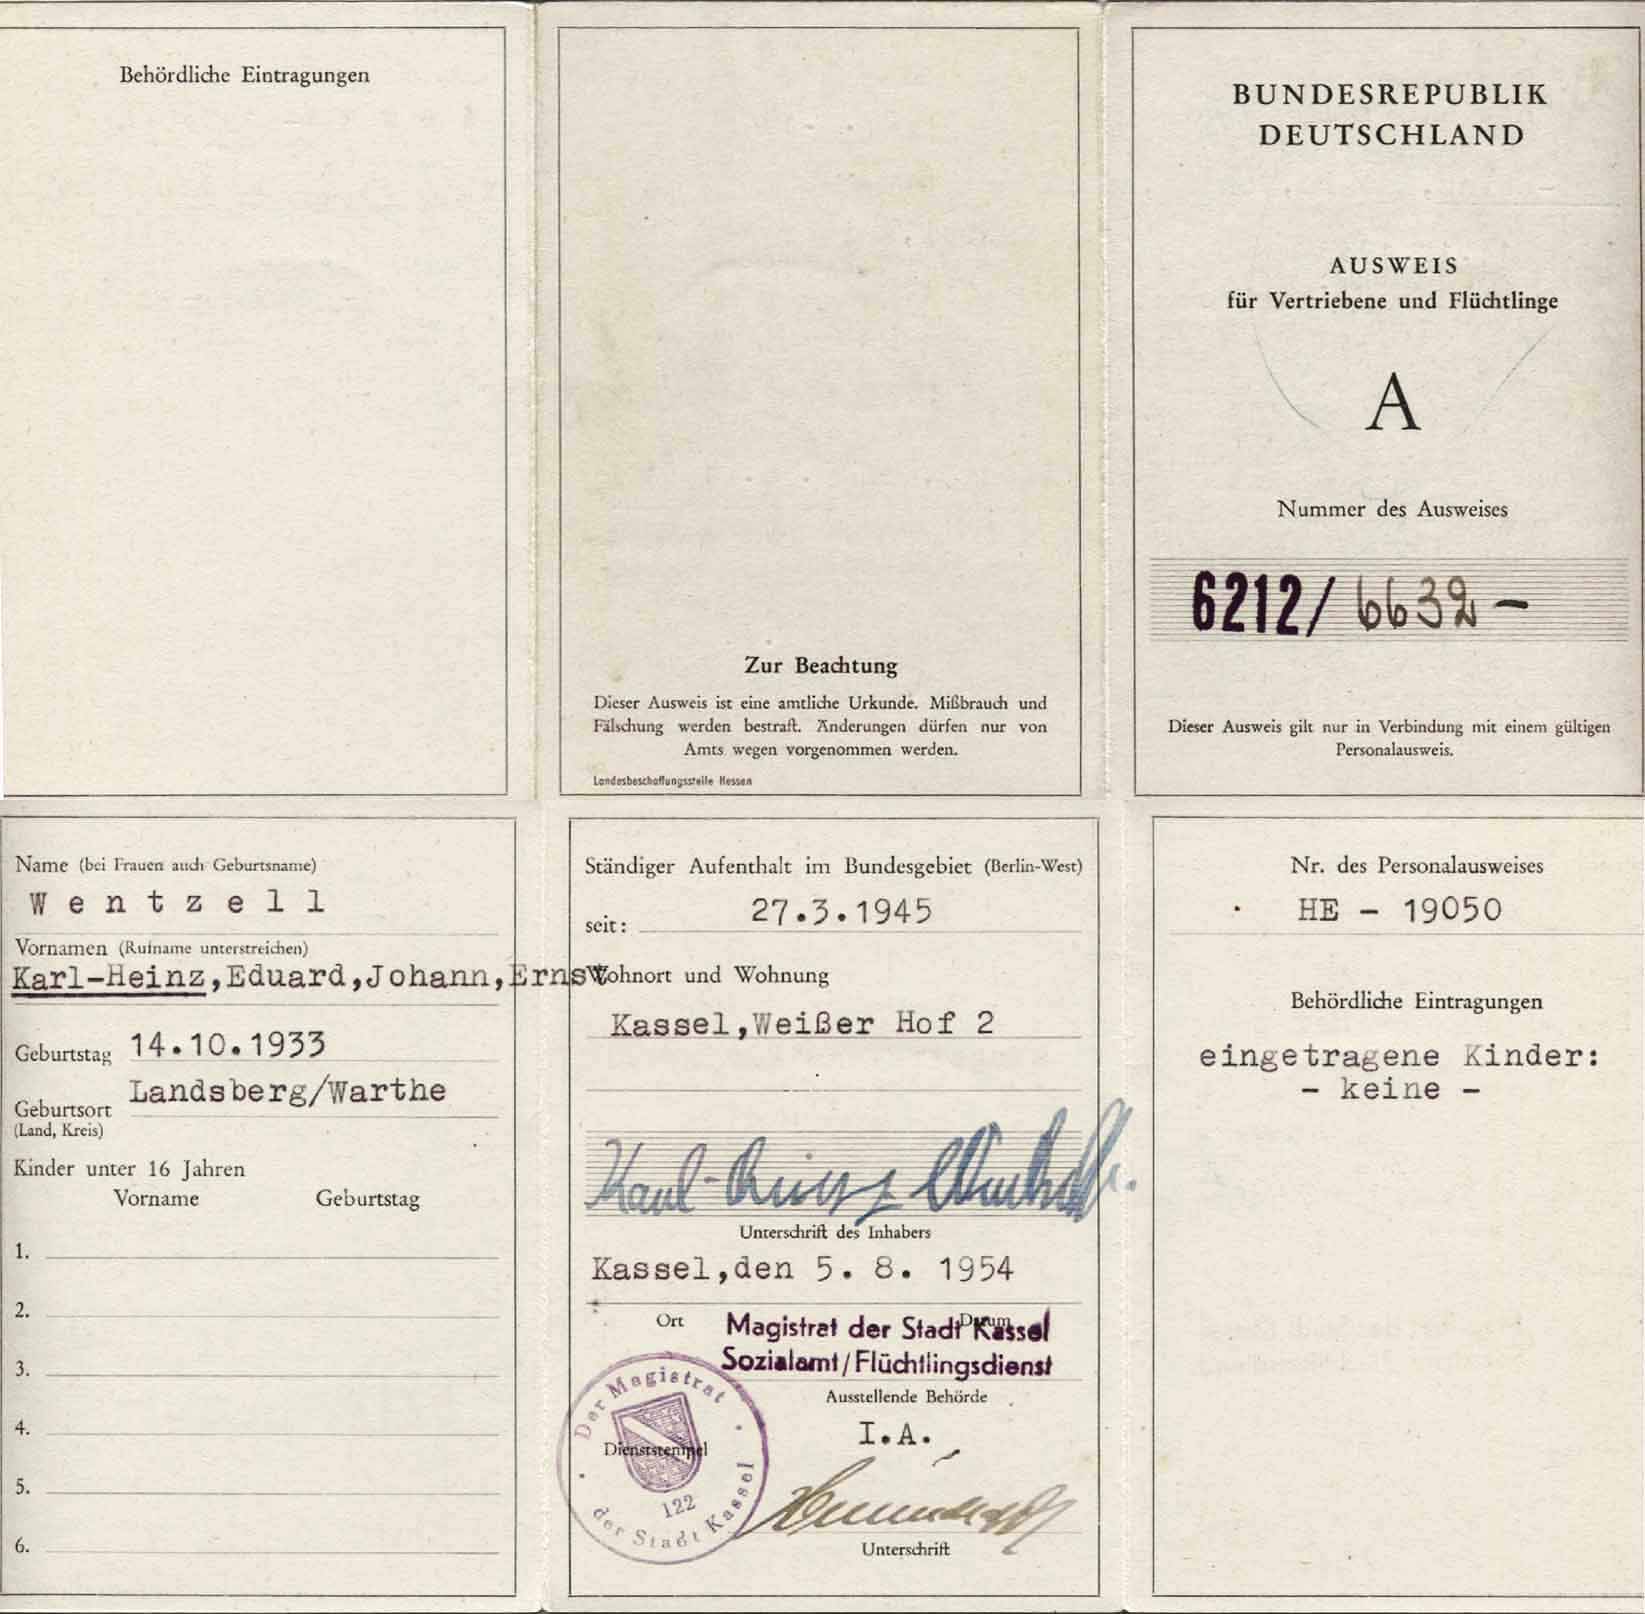 Behördliche Eintragungen
Zur Beachtung
Dieser Ausweis ist eine amtliche Urkunde. Mißbrauch und
Fälschung werden bestraft. Änderungen dürfen nur von
Amts wegen vorgenommen werden.
Landesbeschaffungsstelle Hessen
BUNDESREPUBLIK
DEUTSCHLAND
AUSWEIS
für Vertriebene und Flüchtlinge
A
Nummer des Ausweises
6212/ 6632 –
Dieser Ausweis gilt nur in Verbindung mit einem gültigen
Personalausweis.
Name (bei Frauen auch Geburtsname)
W e n t z e l l
Vornamen (Rufname unterstreichen)
Karl-Heinz,Eduard,Johann,Ernst
Geburtstag 14.10.1933
Geburtsort Landsberg/Warthe
(Land, Kreis)
Kinder unter 16 Jahren
Vorname Geburtstag
1.
2.
3.
4.
5.
6.
Ständiger Aufenthalt im Bundesgebiet (Berlin-West)
seit: 27.3.1945
Wohnort und Wohnung
Kassel,Weißer Hof 2
Karl-Heinz Wentzell.
Unterschrift des Inhabers
Kassel,den 5. 8. 1954
Ort Datum
Magistrat der Stadt Kassel
Sozialamt/Flüchtlingsdienst
Ausstellende Behörde
I.A.
Dienststempel
Der Magistrat
der Stadt Kassel
122
Unterschrift
Nr. des Personalausweises
HE - 19050
Behördliche Eintragungen
eingetragene Kinder:
- keine -